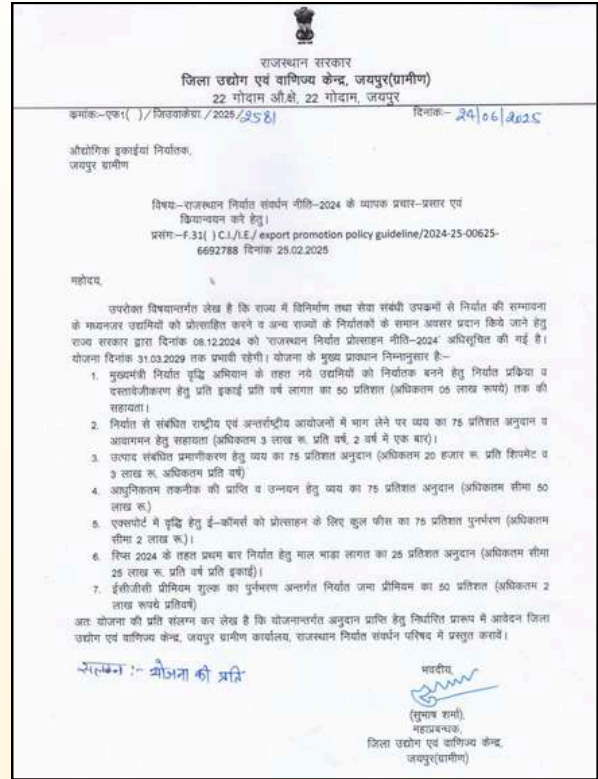 राजस्थान सरकार
जिला उद्योग एवं वाणिज्य केन्द्र, जयपुर(ग्रामीण)
22 गोदाम औ.क्षे, 22 गोदाम, जयपुर
कमांकः–एफ1( )/जिउवाकेग्रा/2025/2581
दिनांकः– 24/06/2025
औद्योगिक इकाईयां निर्यातक,
जयपुर ग्रामीण
विषयः–राजस्थान निर्यात संवर्धन नीति–2024 के व्यापक प्रचार–प्रसार एवं
क्रियान्वयन करे हेतु।
प्रसंगः–F.31( ) C.I./I.E./ export promotion policy guideline/2024-25-00625-
6692788 दिनांक 25.02.2025
महोदय,
उपरोक्त विषयान्तर्गत लेख है कि राज्य में विनिर्माण तथा सेवा संबंधी उपकमों से निर्यात की सम्भावना
के मध्यनजर उद्यमियों को प्रोत्साहित करने व अन्य राज्यों के निर्यातकों के समान अवसर प्रदान किये जाने हेतु
राज्य सरकार द्वारा दिनांक 08.12.2024 को 'राजस्थान निर्यात प्रोत्साहन नीति–2024' अधिसूचित की गई है।
योजना दिनांक 31.03.2029 तक प्रभावी रहेगी। योजना के मुख्य प्रावधान निम्नानुसार हैः–
1. मुख्यमंत्री निर्यात वृद्धि अभियान के तहत नये उद्यमियों को निर्यातक बनने हेतु निर्यात प्रकिया व
दस्तावेजीकरण हेतु प्रति इकाई प्रति वर्ष लागत का 50 प्रतिशत (अधिकतम 05 लाख रूपये) तक की
सहायता।
2. निर्यात से संबंधित राष्ट्रीय एवं अन्तर्राष्ट्रीय आयोजनों में भाग लेने पर व्यय का 75 प्रतिशत अनुदान व
आवागमन हेतु सहायता (अधिकतम 3 लाख रू. प्रति वर्ष, 2 वर्ष में एक बार)।
3. उत्पाद संबंधित प्रमाणीकरण हेतु व्यय का 75 प्रतिशत अनुदान (अधिकतम 20 हजार रू. प्रति शिपमेंट व
3 लाख रू. अधिकतम प्रति वर्ष)
4. आधुनिकतम तकनीक की प्राप्ति व उन्नयन हेतु व्यय का 75 प्रतिशत अनुदान (अधिकतम सीमा 50
लाख रू.)
5. एक्सपोर्ट में वृद्धि हेतु ई–कॉमर्स को प्रोत्साहन के लिए कुल फीस का 75 प्रतिशत पुनर्भरण (अधिकतम
सीमा 2 लाख रू.)।
6. रिप्स 2024 के तहत प्रथम बार निर्यात हेतु माल भाड़ा लागत का 25 प्रतिशत अनुदान (अधिकतम सीमा
25 लाख रू. प्रति वर्ष प्रति इकाई)।
7. ईसीजीसी प्रीमियम शुल्क का पुर्नभरण अन्तर्गत निर्यात जमा प्रीमियम का 50 प्रतिशत (अधिकतम 2
लाख रूपये प्रतिवर्ष)
अतः योजना की प्रति संलग्न कर लेख है कि योजनान्तर्गत अनुदान प्राप्ति हेतु निर्धारित प्रारूप में आवेदन जिला
उद्योग एवं वाणिज्य केन्द्र, जयपुर ग्रामीण कार्यालय, राजस्थान निर्यात संवर्धन परिषद में प्रस्तुत करावें।
संलग्न :- योजना की प्रति
भवदीय,
(सुभाष शर्मा),
महाप्रबन्धक,
जिला उद्योग एवं वाणिज्य केन्द्र,
जयपुर(ग्रामीण)